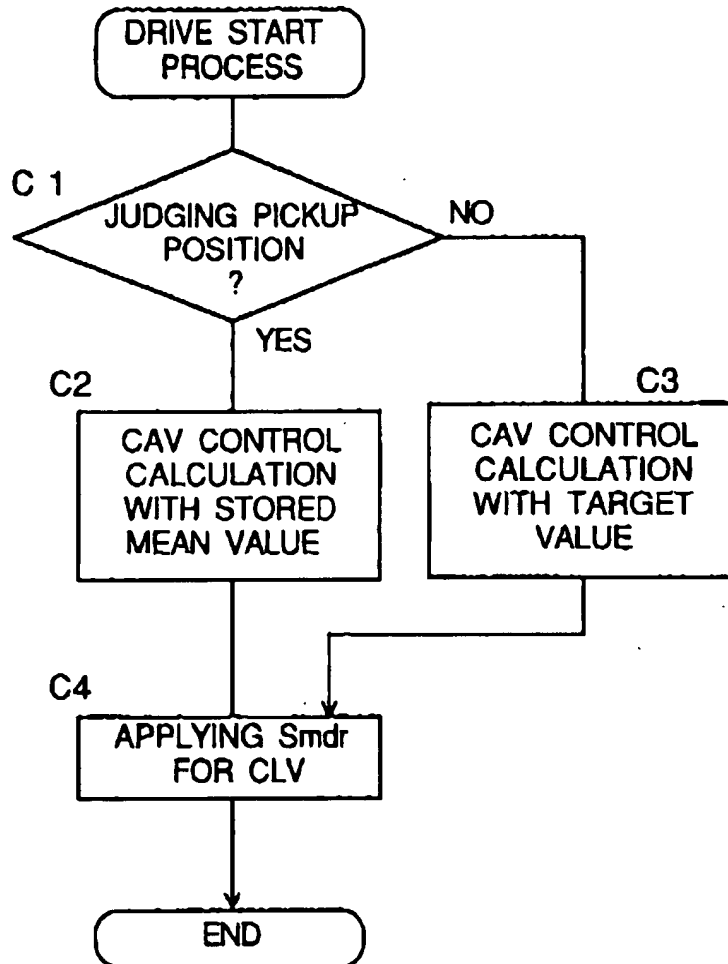 DRIVE START
PROCESS
C 1
JUDGING PICKUP
POSITION
?
NO
YES
C2
CAV CONTROL
CALCULATION
WITH STORED
MEAN VALUE
C3
CAV CONTROL
CALCULATION
WITH TARGET
VALUE
C4
APPLYING Smdr
FOR CLV
END